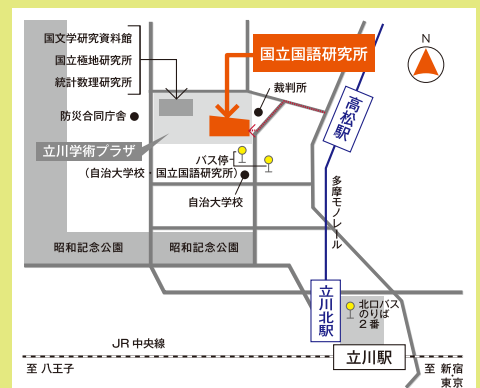 国文学研究資料館
国立極地研究所
統計数理研究所
国立国語研究所
N
裁判所
高松駅
防災合同庁舎
立川学術プラザ
バス停
(自治大学校・国立国語研究所)
自治大学校
多摩モノレール
昭和記念公園
昭和記念公園
立川北駅
北口バス
のりば
2番
JR中央線
立川駅
至 八王子
至 新宿
・
東京